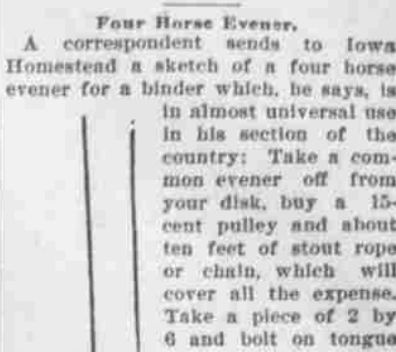 Four Horse Evener.
A correspondent sends to Iowa
Homestead a sketch of a four horse
evener for a binder which, he says, is
in almost universal use
in his section of the
country: Take a com-
mon evener off from
your disk, buy a 15-
cent pulley and about
ten feet of stout rope
or chain, which will
cover all the expense.
Take a piece of 2 by
6 and bolt on tongue